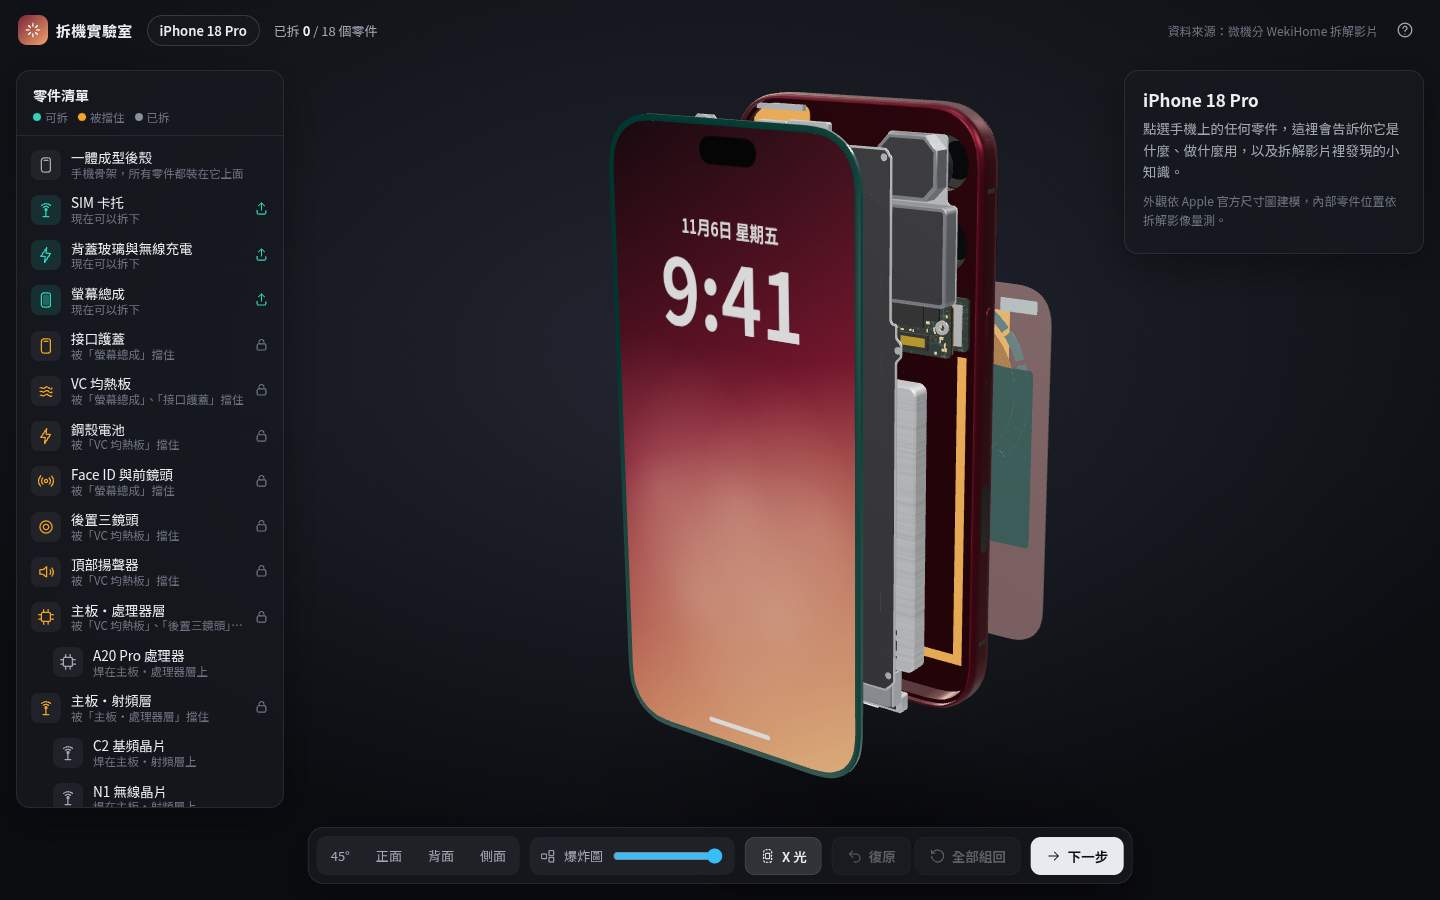 拆機實驗室
iPhone 18 Pro
已拆 0 / 18 個零件
資料來源：微機分 WekiHome 拆解影片
零件清單
可拆 被擋住 已拆
一體成型後殼
手機骨架，所有零件都裝在它上面
SIM 卡托
現在可以拆下
背蓋玻璃與無線充電
現在可以拆下
螢幕總成
現在可以拆下
接口護蓋
被「螢幕總成」擋住
VC 均熱板
被「螢幕總成」、「接口護蓋」擋住
鋼殼電池
被「VC 均熱板」擋住
Face ID 與前鏡頭
被「螢幕總成」擋住
後置三鏡頭
被「VC 均熱板」擋住
頂部揚聲器
被「VC 均熱板」擋住
主板・處理器層
被「VC 均熱板」、「後置三鏡頭」…
A20 Pro 處理器
焊在主板・處理器層上
主板・射頻層
被「主板・處理器層」擋住
C2 基頻晶片
焊在主板・射頻層上
N1 無線晶片
焊在主板・射頻層上
11月6日 星期五
9:41
iPhone 18 Pro
點選手機上的任何零件，這裡會告訴你它是
什麼、做什麼用，以及拆解影片裡發現的小
知識。
外觀依 Apple 官方尺寸圖建模，內部零件位置依
拆解影像量測。
45° 正面 背面 側面
爆炸圖
X 光
復原
全部組回
下一步